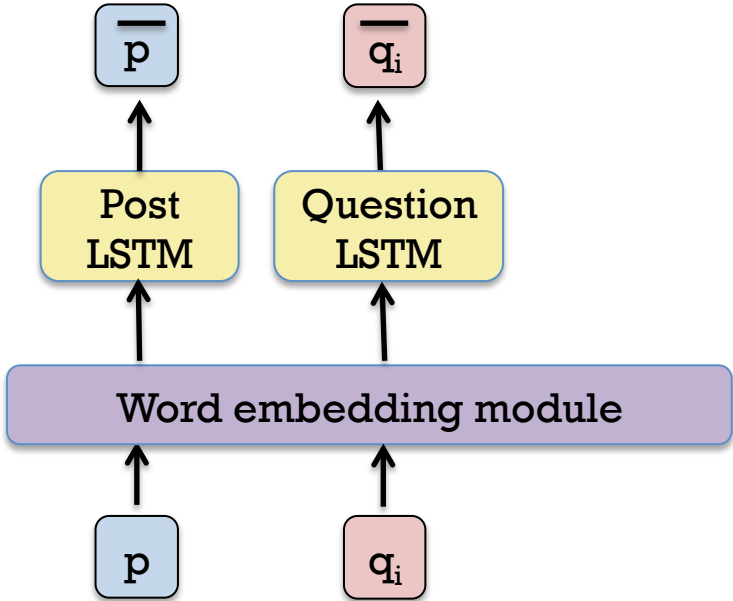 p̅ q̅ᵢ
Post Question
LSTM LSTM
Word embedding module
p qᵢ